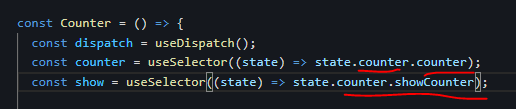 const Counter = () => {
const dispatch = useDispatch();
const counter = useSelector((state) => state.counter.counter);
const show = useSelector((state) => state.counter.showCounter);